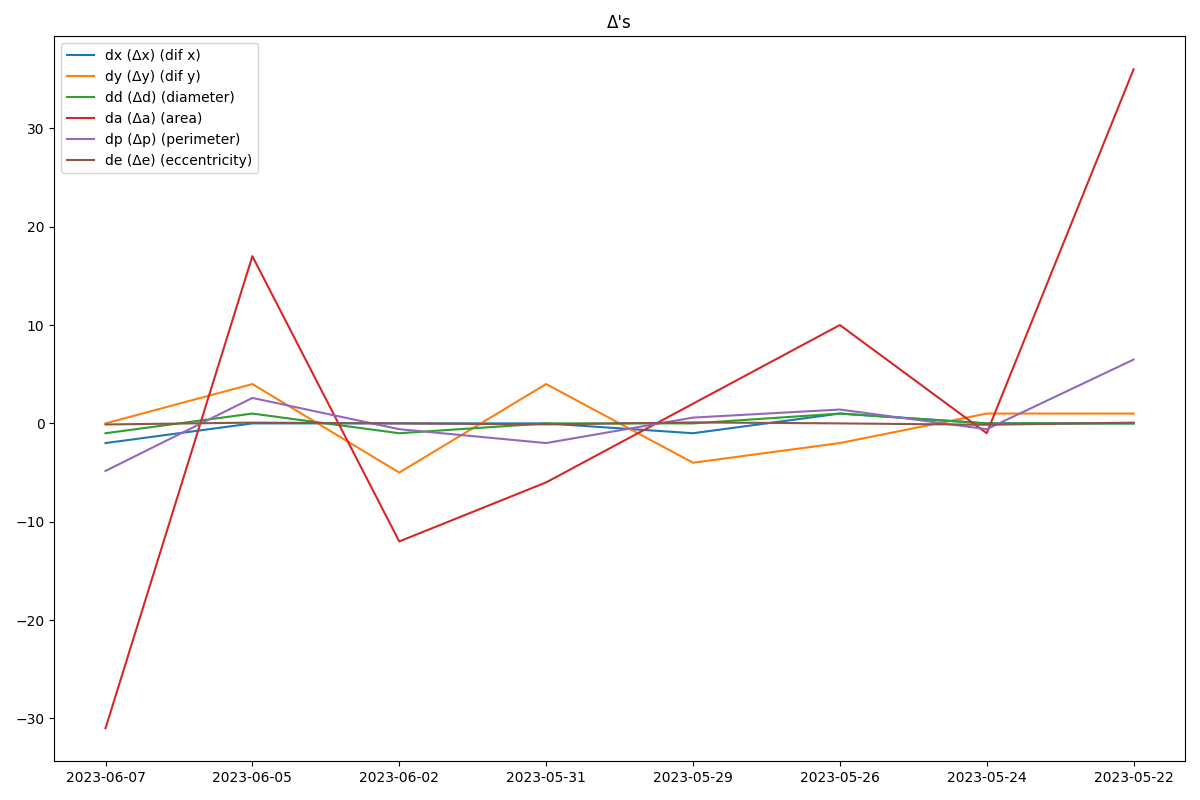 Δ's
dx (Δx) (dif x)
dy (Δy) (dif y)
dd (Δd) (diameter)
da (Δa) (area)
dp (Δp) (perimeter)
de (Δe) (eccentricity)
30
20
10
0
−10
−20
−30
2023-06-07 2023-06-05 2023-06-02 2023-05-31 2023-05-29 2023-05-26 2023-05-24 2023-05-22